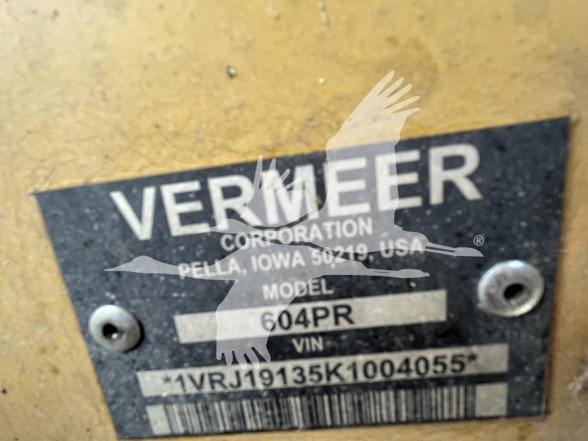 VERMEER
CORPORATION
PELLA, IOWA 50219, USA
®
MODEL
604PR
VIN
*1VRJ19135K1004055*